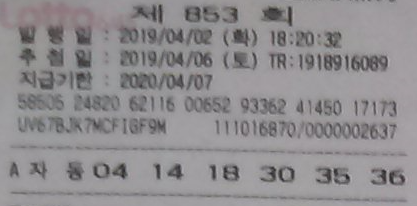 Lotto 제 853 회
발 행 일 : 2019/04/02 (화) 18:20:32
추 첨 일 : 2019/04/06 (토) TR:1918916089
지급기한 : 2020/04/07
58505 24820 62116 00652 93362 41450 17173
UV67BJK7MCFIGF9M 111016870/0000002637
A 자 동 04 14 18 30 35 36